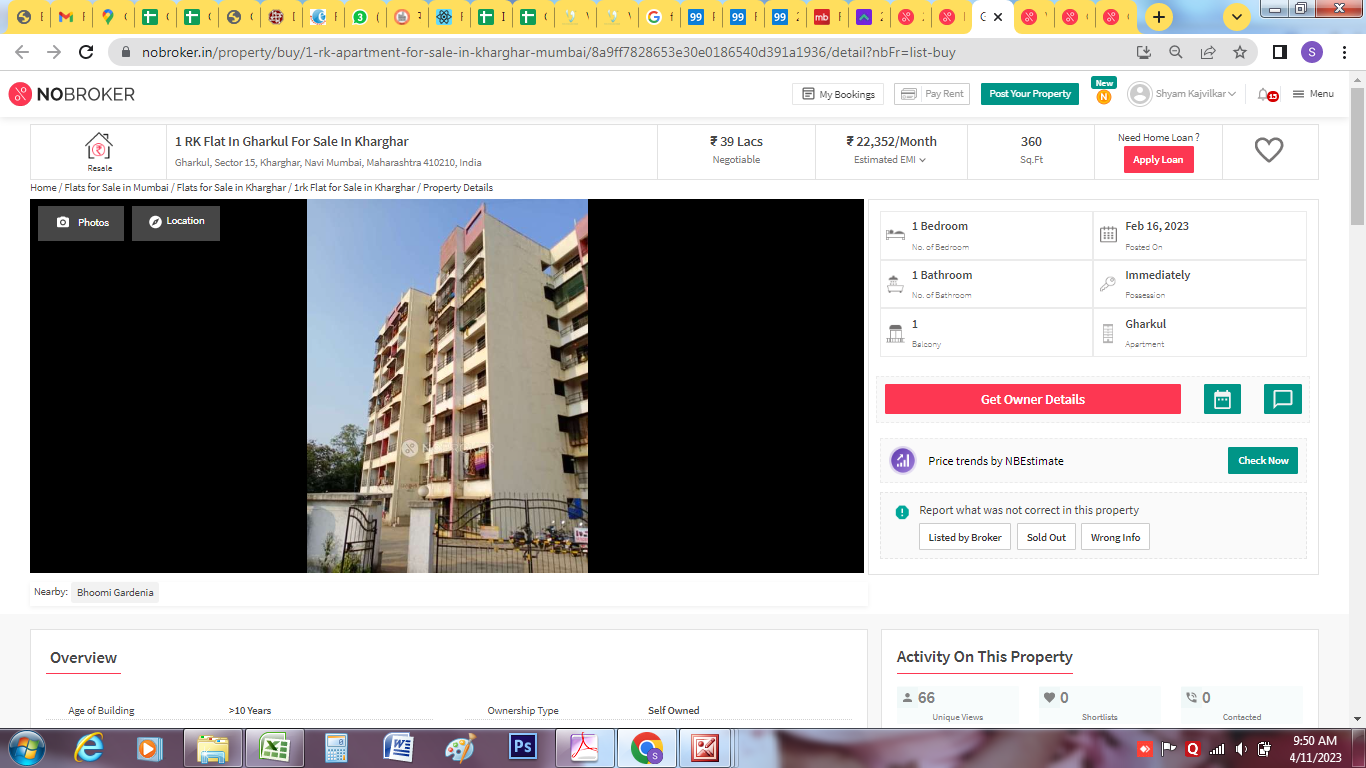 nobroker.in/property/buy/1-rk-apartment-for-sale-in-kharghar-mumbai/8a9ff7828653e30e0186540d391a1936/detail?nbFr=list-buy
S
NOBROKER
My Bookings
Pay Rent
Post Your Property
New
N
Shyam Kajvilkar
15
Menu
Resale
1 RK Flat In Gharkul For Sale In Kharghar
Gharkul, Sector 15, Kharghar, Navi Mumbai, Maharashtra 410210, India
₹ 39 Lacs
Negotiable
₹ 22,352/Month
Estimated EMI
360
Sq.Ft
Need Home Loan ?
Apply Loan
Home / Flats for Sale in Mumbai / Flats for Sale in Kharghar / 1rk Flat for Sale in Kharghar / Property Details
Photos
Location
1 Bedroom
No. of Bedroom
Feb 16, 2023
Posted On
1 Bathroom
No. of Bathroom
Immediately
Possession
1
Balcony
Gharkul
Apartment
Get Owner Details
Price trends by NBEstimate
Check Now
Report what was not correct in this property
Listed by Broker
Sold Out
Wrong Info
Nearby:
Bhoomi Gardenia
Overview
Age of Building
>10 Years
Ownership Type
Self Owned
Activity On This Property
66
Unique Views
0
Shortlists
0
Contacted
Ps
9:50 AM
4/11/2023